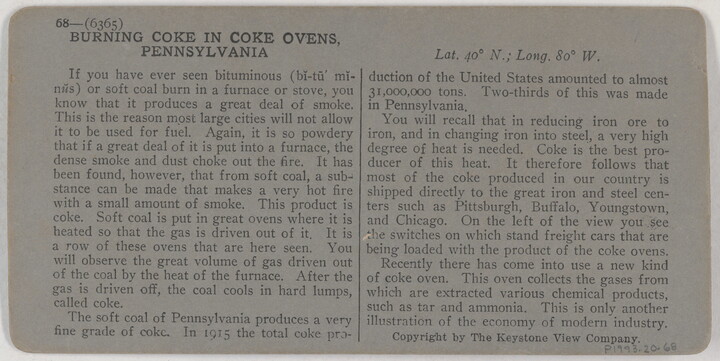 68—(6365)
BURNING COKE IN COKE OVENS,
PENNSYLVANIA
Lat. 40° N.; Long. 80° W.
If you have ever seen bituminous (bĭ-tū′ mĭ-
nŭs) or soft coal burn in a furnace or stove, you
know that it produces a great deal of smoke.
This is the reason most large cities will not allow
it to be used for fuel. Again, it is so powdery
that if a great deal of it is put into a furnace, the
dense smoke and dust choke out the fire. It has
been found, however, that from soft coal, a sub-
stance can be made that makes a very hot fire
with a small amount of smoke. This product is
coke. Soft coal is put in great ovens where it is
heated so that the gas is driven out of it. It is
a row of these ovens that are here seen. You
will observe the great volume of gas driven out
of the coal by the heat of the furnace. After the
gas is driven off, the coal cools in hard lumps,
called coke.
The soft coal of Pennsylvania produces a very
fine grade of coke. In 1915 the total coke pro-
duction of the United States amounted to almost
31,000,000 tons. Two-thirds of this was made
in Pennsylvania.
You will recall that in reducing iron ore to
iron, and in changing iron into steel, a very high
degree of heat is needed. Coke is the best pro-
ducer of this heat. It therefore follows that
most of the coke produced in our country is
shipped directly to the great iron and steel cen-
ters such as Pittsburgh, Buffalo, Youngstown,
and Chicago. On the left of the view you see
the switches on which stand freight cars that are
being loaded with the product of the coke ovens.
Recently there has come into use a new kind
of coke oven. This oven collects the gases from
which are extracted various chemical products,
such as tar and ammonia. This is only another
illustration of the economy of modern industry.
Copyright by The Keystone View Company.
P1993.20.68